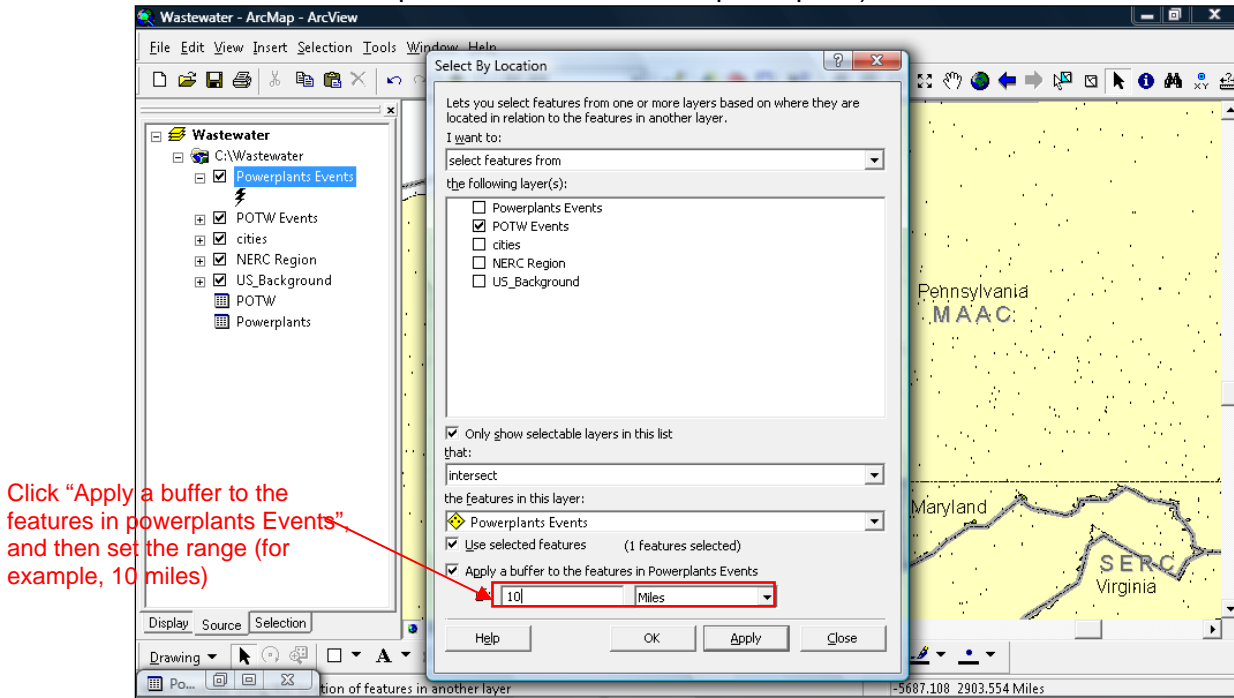 Wastewater - ArcMap - ArcView
File Edit View Insert Selection Tools Window Help
Wastewater
C:\Wastewater
Powerplants Events
POTW Events
cities
NERC Region
US_Background
POTW
Powerplants
Display Source Selection
Drawing
A
Po...
Click “Apply a buffer to the
features in powerplants Events”,
and then set the range (for
example, 10 miles)
Select By Location
Lets you select features from one or more layers based on where they are
located in relation to the features in another layer.
I want to:
select features from
the following layer(s):
Powerplants Events
POTW Events
cities
NERC Region
US_Background
Only show selectable layers in this list
that:
intersect
the features in this layer:
Powerplants Events
Use selected features (1 features selected)
Apply a buffer to the features in Powerplants Events
10 Miles
Help OK Apply Close
Pennsylvania
MAAC
Maryland
SERC
Virginia
tion of features in another layer
-5687.108 2903.554 Miles